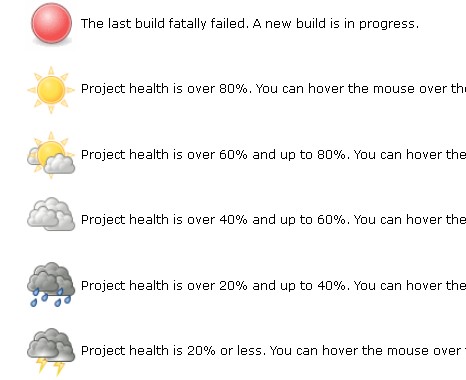 The last build fatally failed. A new build is in progress.
Project health is over 80%. You can hover the mouse over the
Project health is over 60% and up to 80%. You can hover the
Project health is over 40% and up to 60%. You can hover the
Project health is over 20% and up to 40%. You can hover the
Project health is 20% or less. You can hover the mouse over